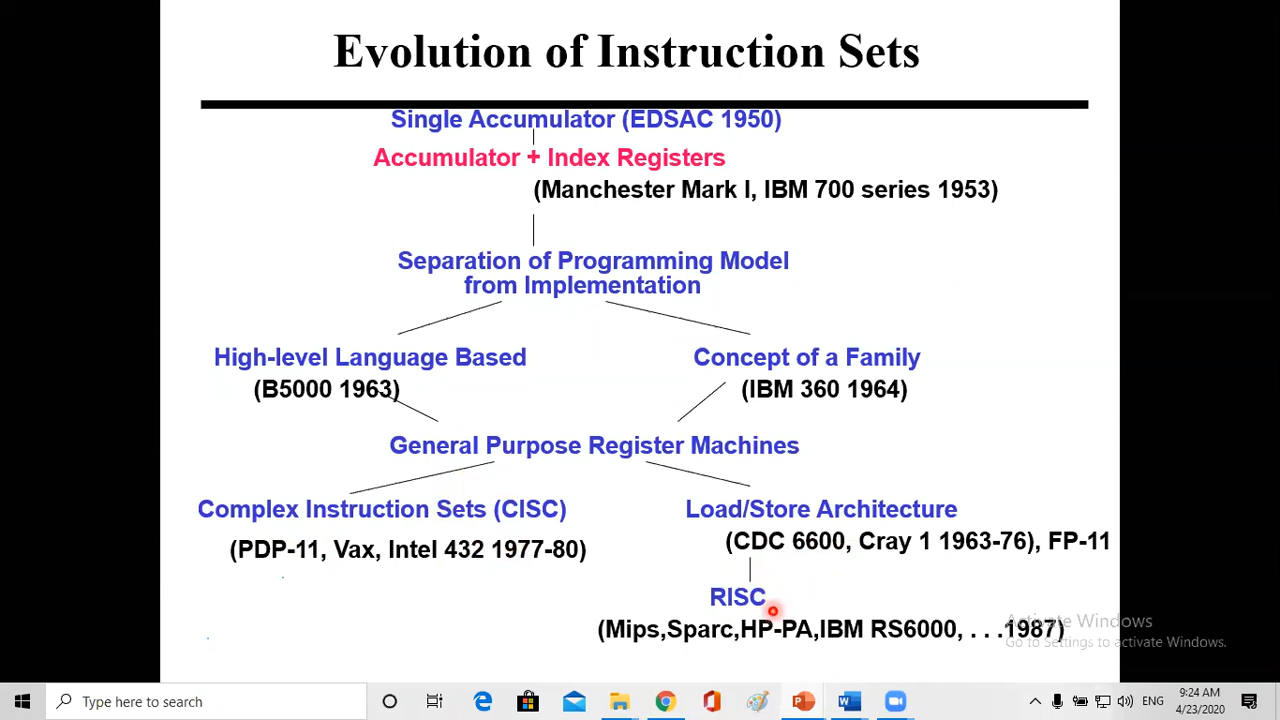 Evolution of Instruction Sets
Single Accumulator (EDSAC 1950)
Accumulator + Index Registers
(Manchester Mark I, IBM 700 series 1953)
Separation of Programming Model
from Implementation
High-level Language Based
Concept of a Family
(B5000 1963)
(IBM 360 1964)
General Purpose Register Machines
Complex Instruction Sets (CISC)
Load/Store Architecture
(PDP-11, Vax, Intel 432 1977-80)
(CDC 6600, Cray 1 1963-76), FP-11
RISC
(Mips,Sparc,HP-PA,IBM RS6000, . . .1987)
Activate Windows
Go to Settings to activate Windows.
Type here to search
ENG
9:24 AM
4/23/2020